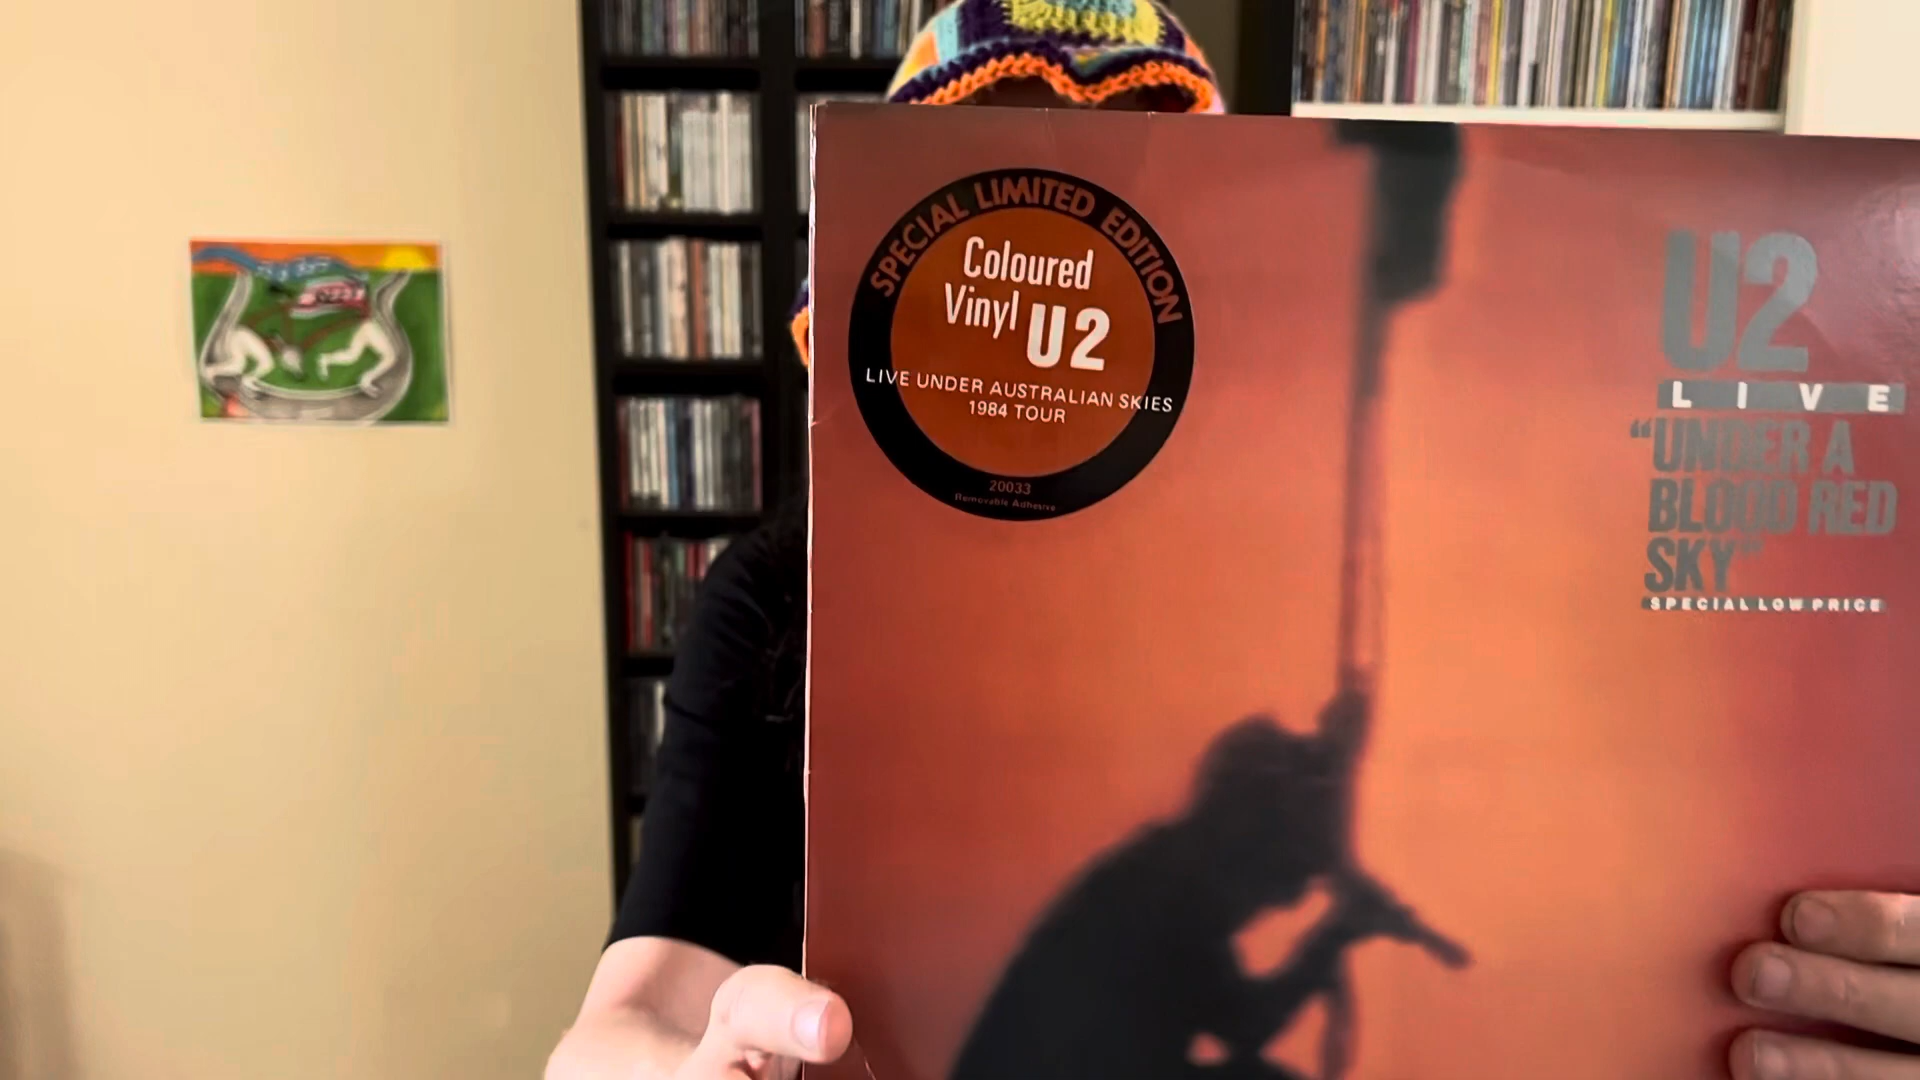 SPECIAL LIMITED EDITION
Coloured
Vinyl U2
LIVE UNDER AUSTRALIAN SKIES
1984 TOUR
20033
Removable Adhesive
U2
LIVE
“UNDER A
BLOOD RED
SKY”
SPECIAL LOW PRICE